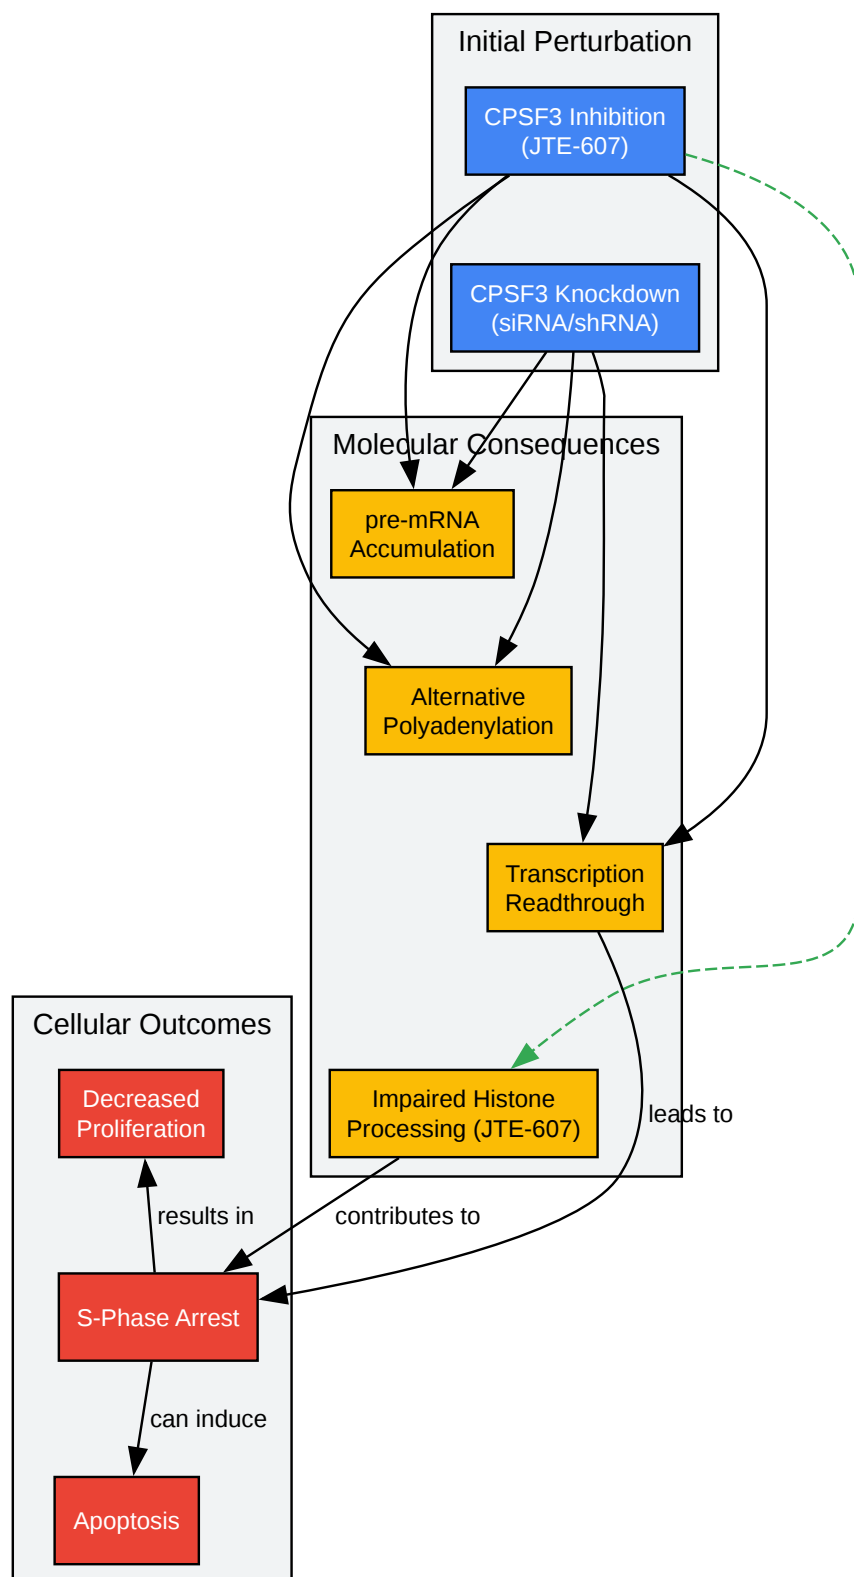 Initial Perturbation
CPSF3 Inhibition
(JTE-607)
CPSF3 Knockdown
(siRNA/shRNA)
Molecular Consequences
pre-mRNA
Accumulation
Alternative
Polyadenylation
Transcription
Readthrough
Cellular Outcomes
Decreased
Proliferation
Impaired Histone
Processing (JTE-607)
leads to
results in
contributes to
S-Phase Arrest
can induce
Apoptosis